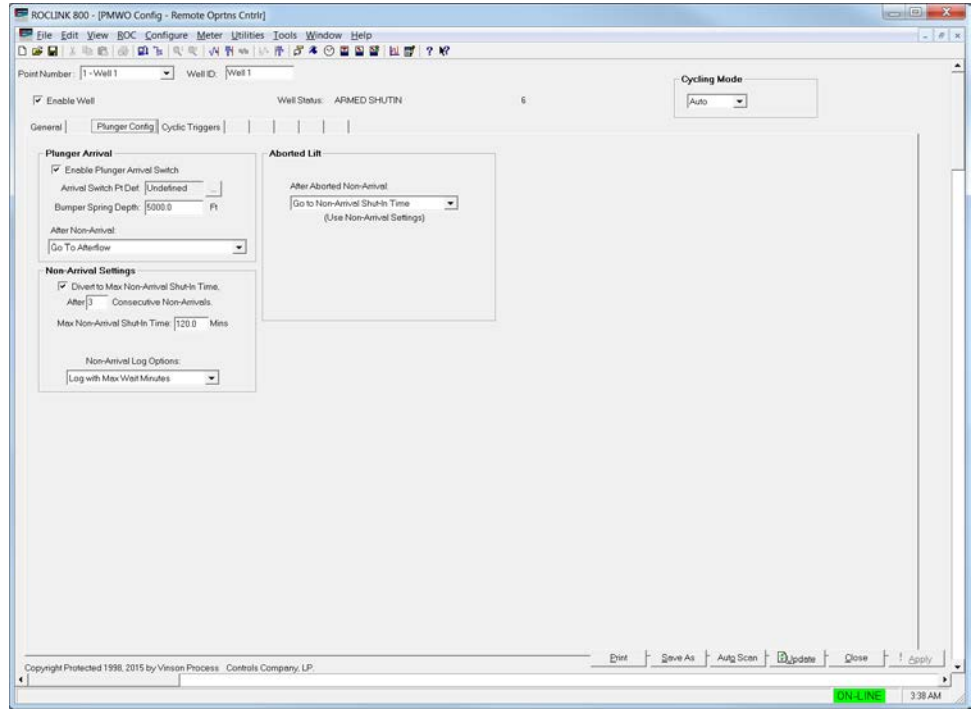 ROCLINK 800 - [PMWO Config - Remote Oprtns Cntrlr]
File Edit View ROC Configure Meter Utilities Tools Window Help
Point Number: 1 - Well 1 Well ID: Well 1
Cycling Mode
Enable Well Well Status: ARMED SHUTIN 6
Auto
General Plunger Config Cyclic Triggers
Plunger Arrival
Enable Plunger Arrival Switch
Arrival Switch Pt Def: Undefined ...
Bumper Spring Depth: 5000.0 Ft
After Non-Arrival:
Go To Afterflow
Aborted Lift
After Aborted Non-Arrival:
Go to Non-Arrival Shut-In Time
(Use Non-Arrival Settings)
Non-Arrival Settings
Divert to Max Non-Arrival Shut-In Time,
After 3 Consecutive Non-Arrivals.
Max Non-Arrival Shut-In Time: 120.0 Mins
Non-Arrival Log Options:
Log with Max Wait Minutes
Print Save As Auto Scan Update Close ! Apply
Copyright Protected 1998, 2015 by Vinson Process Controls Company, LP.
ON-LINE 3:38 AM